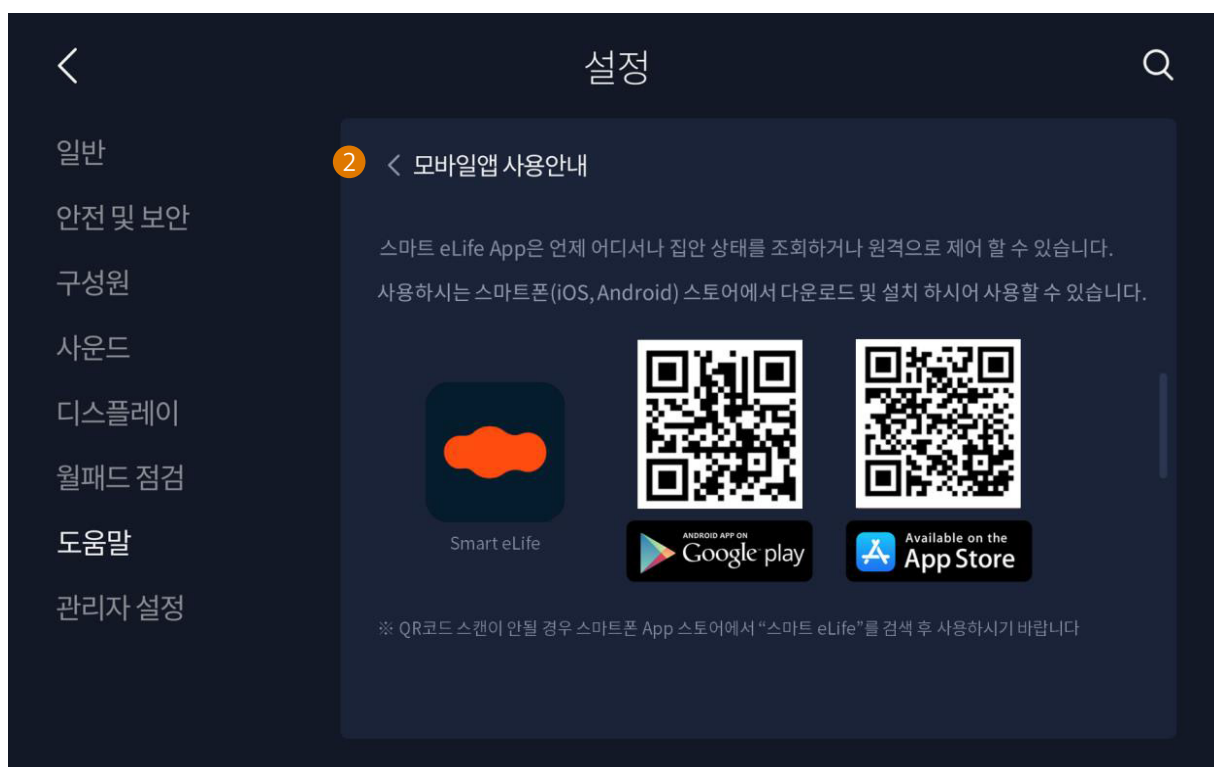 설정
일반
안전 및 보안
구성원
사운드
디스플레이
월패드 점검
도움말
관리자 설정
2
모바일앱 사용안내
스마트 eLife App은 언제 어디서나 집안 상태를 조회하거나 원격으로 제어 할 수 있습니다.
사용하시는 스마트폰(iOS, Android) 스토어에서 다운로드 및 설치 하시어 사용할 수 있습니다.
Smart eLife
ANDROID APP ON
Google play
Available on the
App Store
※ QR코드 스캔이 안될 경우 스마트폰 App 스토어에서 “스마트 eLife”를 검색 후 사용하시기 바랍니다